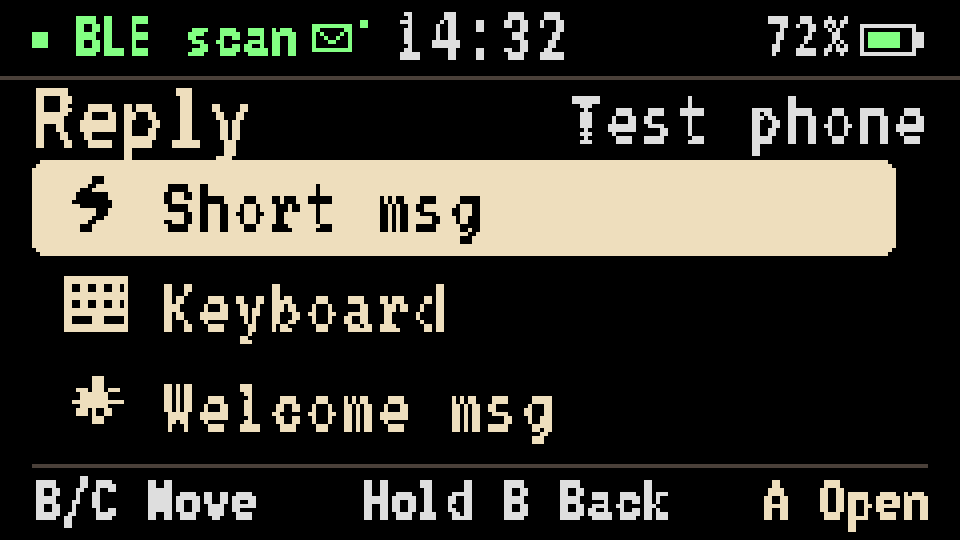 BLE scan 14:32 72%
Reply Test phone
Short msg
Keyboard
Welcome msg
B/C Move Hold B Back A Open